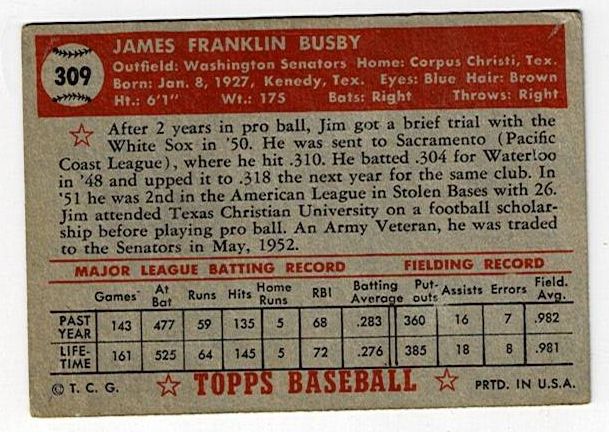 309
JAMES FRANKLIN BUSBY
Outfield: Washington Senators Home: Corpus Christi, Tex.
Born: Jan. 8, 1927, Kenedy, Tex. Eyes: Blue Hair: Brown
Ht.: 6'1" Wt.: 175 Bats: Right Throws: Right
After 2 years in pro ball, Jim got a brief trial with the
White Sox in '50. He was sent to Sacramento (Pacific
Coast League), where he hit .310. He batted .304 for Waterloo
in '48 and upped it to .318 the next year for the same club. In
'51 he was 2nd in the American League in Stolen Bases with 26.
Jim attended Texas Christian University on a football scholar-
ship before playing pro ball. An Army Veteran, he was traded
to the Senators in May, 1952.
MAJOR LEAGUE BATTING RECORD FIELDING RECORD
Games At Bat Runs Hits Home Runs RBI Batting Average Put-outs Assists Errors Field. Avg.
PAST YEAR 143 477 59 135 5 68 .283 360 16 7 .982
LIFE-TIME 161 525 64 145 5 72 .276 385 18 8 .981
© T. C. G. TOPPS BASEBALL PRTD. IN U.S.A.